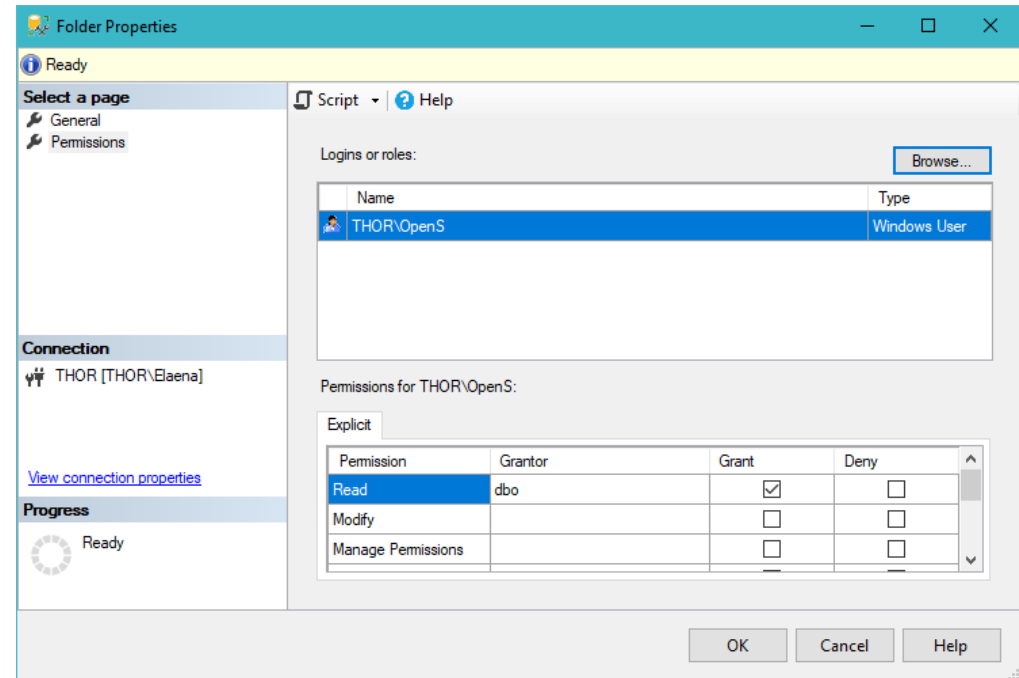 Folder Properties
Ready
Select a page
General
Permissions
Script
Help
Logins or roles:
Browse...
Name Type
THOR\OpenS Windows User
Connection
THOR [THOR\Elaena]
View connection properties
Progress
Ready
Permissions for THOR\OpenS:
Explicit
Permission Grantor Grant Deny
Read dbo
Modify
Manage Permissions
OK Cancel Help